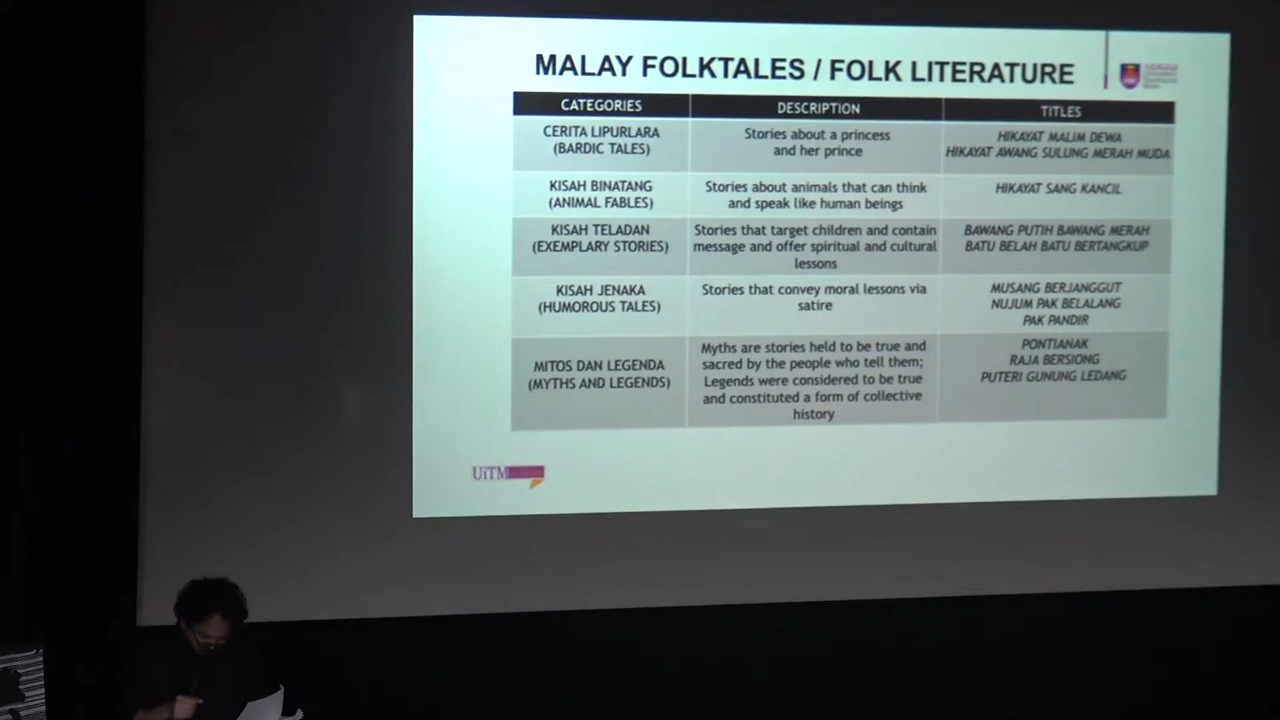 MALAY FOLKTALES / FOLK LITERATURE
CATEGORIES
DESCRIPTION
TITLES
CERITA LIPURLARA
(BARDIC TALES)
Stories about a princess
and her prince
HIKAYAT MALIM DEWA
HIKAYAT AWANG SULUNG MERAH MUDA
KISAH BINATANG
(ANIMAL FABLES)
Stories about animals that can think
and speak like human beings
HIKAYAT SANG KANCIL
KISAH TELADAN
(EXEMPLARY STORIES)
Stories that target children and contain
message and offer spiritual and cultural
lessons
BAWANG PUTIH BAWANG MERAH
BATU BELAH BATU BERTANGKUP
KISAH JENAKA
(HUMOROUS TALES)
Stories that convey moral lessons via
satire
MUSANG BERJANGGUT
NUJUM PAK BELALANG
PAK PANDIR
MITOS DAN LEGENDA
(MYTHS AND LEGENDS)
Myths are stories held to be true and
sacred by the people who tell them;
Legends were considered to be true
and constituted a form of collective
history
PONTIANAK
RAJA BERSIONG
PUTERI GUNUNG LEDANG
UiTM